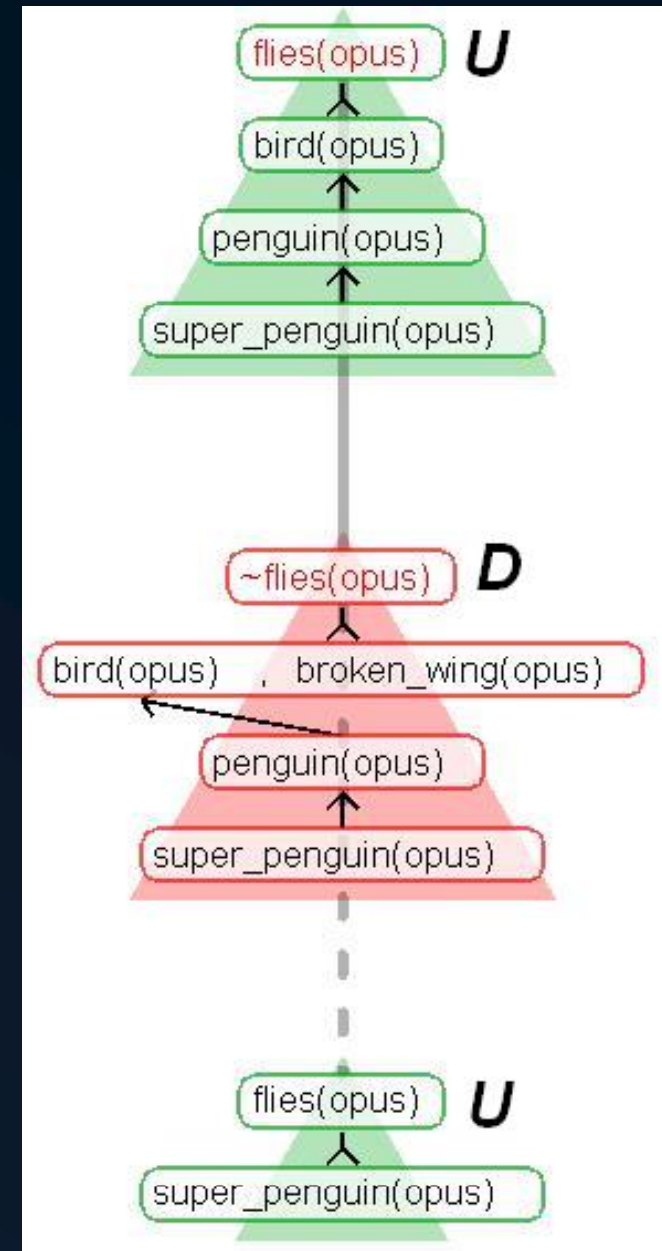 flies(opus) U
bird(opus)
penguin(opus)
super_penguin(opus)
~flies(opus) D
bird(opus) , broken_wing(opus)
penguin(opus)
super_penguin(opus)
flies(opus) U
super_penguin(opus)